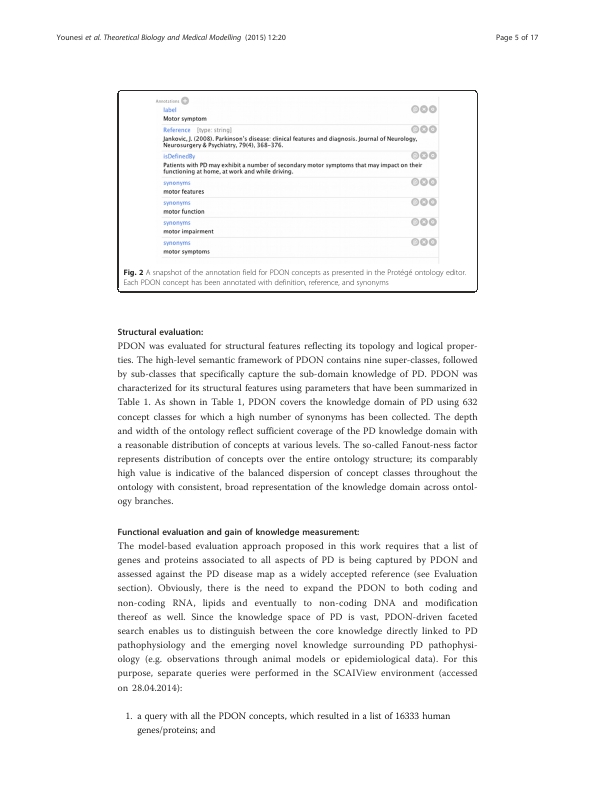 Younesi et al. Theoretical Biology and Medical Modelling (2015) 12:20
Page 5 of 17
Annotations
label
Motor symptom
Reference [type: string]
Jankovic, J. (2008). Parkinson's disease: clinical features and diagnosis. Journal of Neurology,
Neurosurgery & Psychiatry, 79(4), 368-376.
isDefinedBy
Patients with PD may exhibit a number of secondary motor symptoms that may impact on their
functioning at home, at work and while driving.
synonyms
motor features
synonyms
motor function
synonyms
motor impairment
synonyms
motor symptoms
Fig. 2 A snapshot of the annotation field for PDON concepts as presented in the Protégé ontology editor.
Each PDON concept has been annotated with definition, reference, and synonyms
Structural evaluation:
PDON was evaluated for structural features reflecting its topology and logical proper-
ties. The high-level semantic framework of PDON contains nine super-classes, followed
by sub-classes that specifically capture the sub-domain knowledge of PD. PDON was
characterized for its structural features using parameters that have been summarized in
Table 1. As shown in Table 1, PDON covers the knowledge domain of PD using 632
concept classes for which a high number of synonyms has been collected. The depth
and width of the ontology reflect sufficient coverage of the PD knowledge domain with
a reasonable distribution of concepts at various levels. The so-called Fanout-ness factor
represents distribution of concepts over the entire ontology structure; its comparably
high value is indicative of the balanced dispersion of concept classes throughout the
ontology with consistent, broad representation of the knowledge domain across ontol-
ogy branches.
Functional evaluation and gain of knowledge measurement:
The model-based evaluation approach proposed in this work requires that a list of
genes and proteins associated to all aspects of PD is being captured by PDON and
assessed against the PD disease map as a widely accepted reference (see Evaluation
section). Obviously, there is the need to expand the PDON to both coding and
non-coding RNA, lipids and eventually to non-coding DNA and modification
thereof as well. Since the knowledge space of PD is vast, PDON-driven faceted
search enables us to distinguish between the core knowledge directly linked to PD
pathophysiology and the emerging novel knowledge surrounding PD pathophysi-
ology (e.g. observations through animal models or epidemiological data). For this
purpose, separate queries were performed in the SCAIView environment (accessed
on 28.04.2014):
1. a query with all the PDON concepts, which resulted in a list of 16333 human
genes/proteins; and